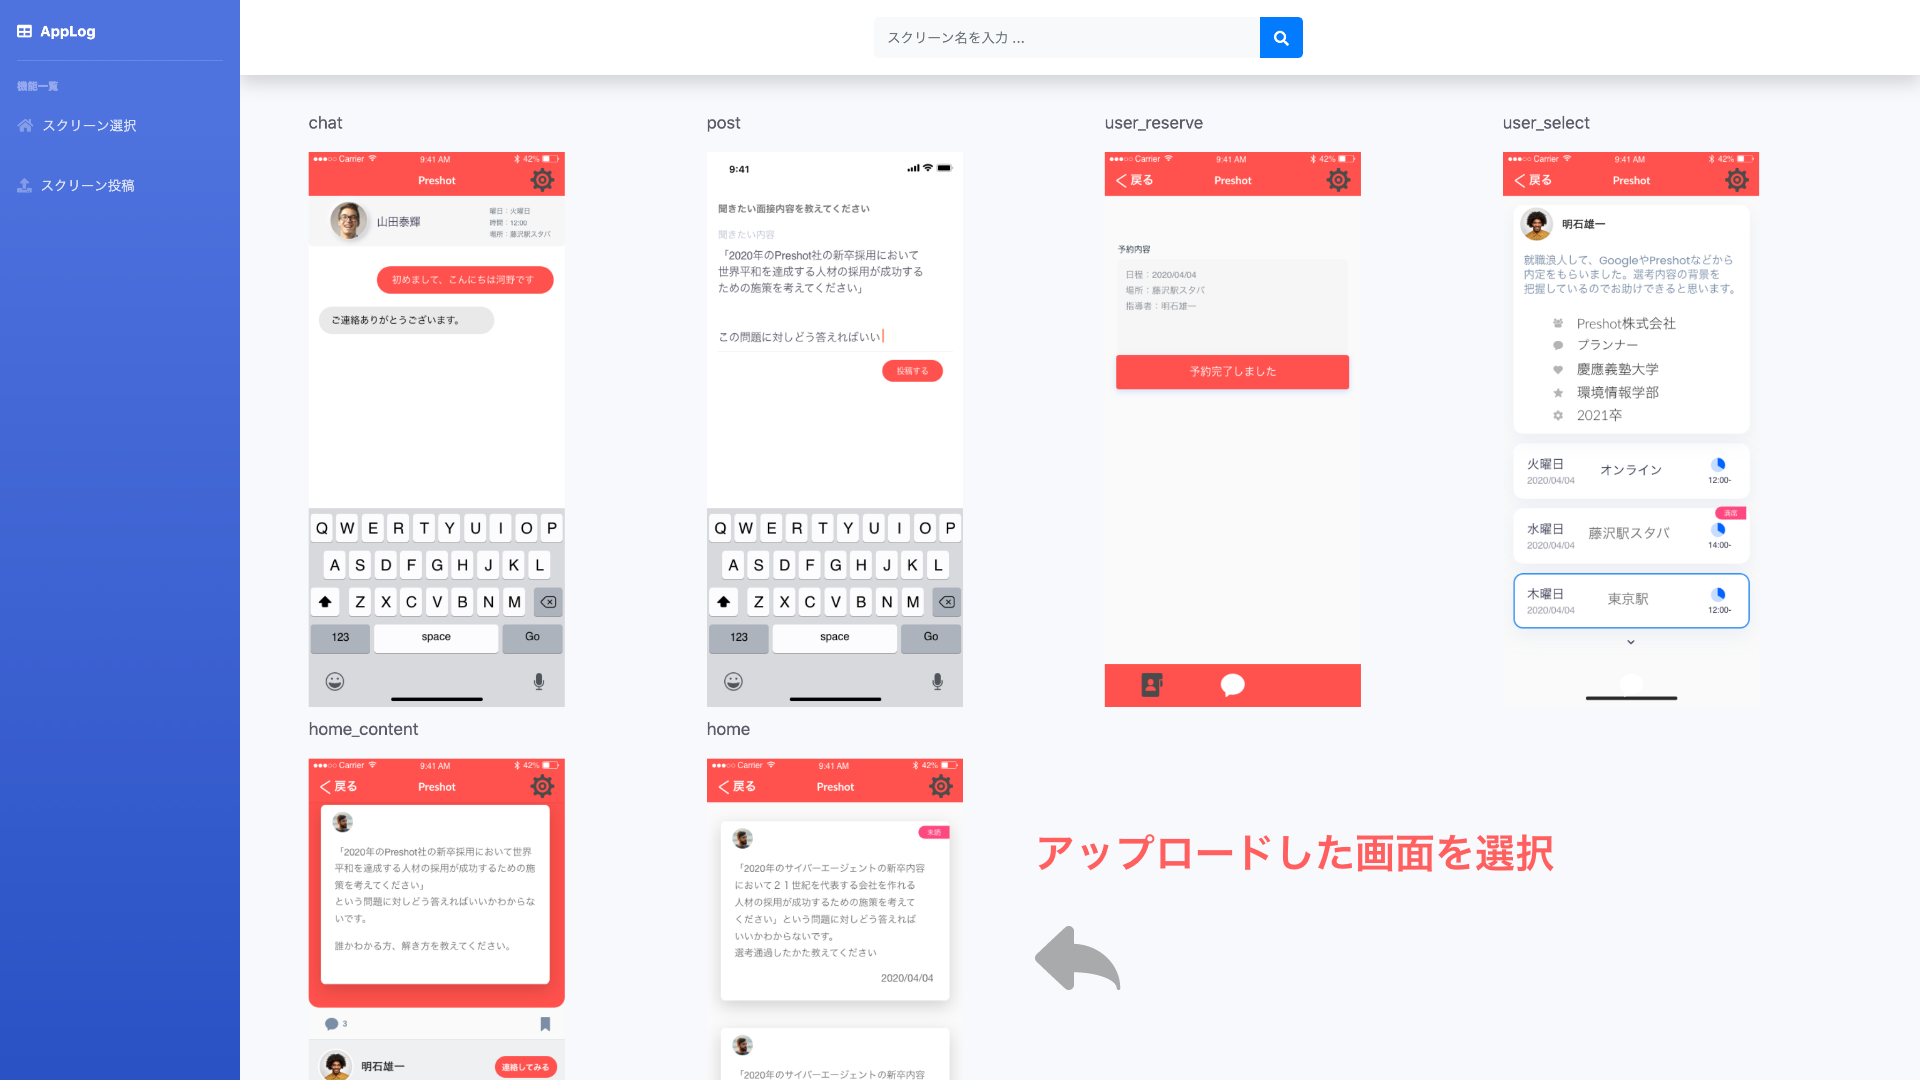 AppLog
機能一覧
スクリーン選択
スクリーン投稿
スクリーン名を入力 ...
chat
Carrier
9:41 AM
42%
Preshot
山田泰輝
曜日：火曜日
時間：12:00
場所：藤沢駅スタバ
初めまして、こんにちは河野です
ご連絡ありがとうございます。
Q W E R T Y U I O P
A S D F G H J K L
Z X C V B N M
123 space Go
post
9:41
聞きたい面接内容を教えてください
聞きたい内容
「2020年のPreshot社の新卒採用において
世界平和を達成する人材の採用が成功する
ための施策を考えてください」
この問題に対しどう答えればいい
投稿する
Q W E R T Y U I O P
A S D F G H J K L
Z X C V B N M
123 space Go
user_reserve
Carrier
9:41 AM
42%
戻る
Preshot
予約内容
日程：2020/04/04
場所：藤沢駅スタバ
指導者：明石雄一
予約完了しました
user_select
Carrier
9:41 AM
42%
戻る
Preshot
明石雄一
就職浪人して、GoogleやPreshotなどから
内定をもらいました。選考内容の背景を
把握しているのでお助けできると思います。
Preshot株式会社
プランナー
慶應義塾大学
環境情報学部
2021卒
火曜日
2020/04/04
オンライン
12:00-
水曜日
2020/04/04
藤沢駅スタバ
満席
14:00-
木曜日
2020/04/04
東京駅
12:00-
home_content
Carrier
9:41 AM
42%
戻る
Preshot
「2020年のPreshot社の新卒採用において世界
平和を達成する人材の採用が成功するための施
策を考えてください」
という問題に対しどう答えればいいかわからな
いです。
誰かわかる方、解き方を教えてください。
3
明石雄一
連絡してみる
home
Carrier
9:41 AM
42%
戻る
Preshot
未読
「2020年のサイバーエージェントの新卒内容
において２１世紀を代表する会社を作れる
人材の採用が成功するための施策を考えて
ください」という問題に対しどう答えれば
いいかわからないです。
選考通過したかた教えてください
2020/04/04
「2020年のサイバーエージェントの新卒内容
アップロードした画面を選択